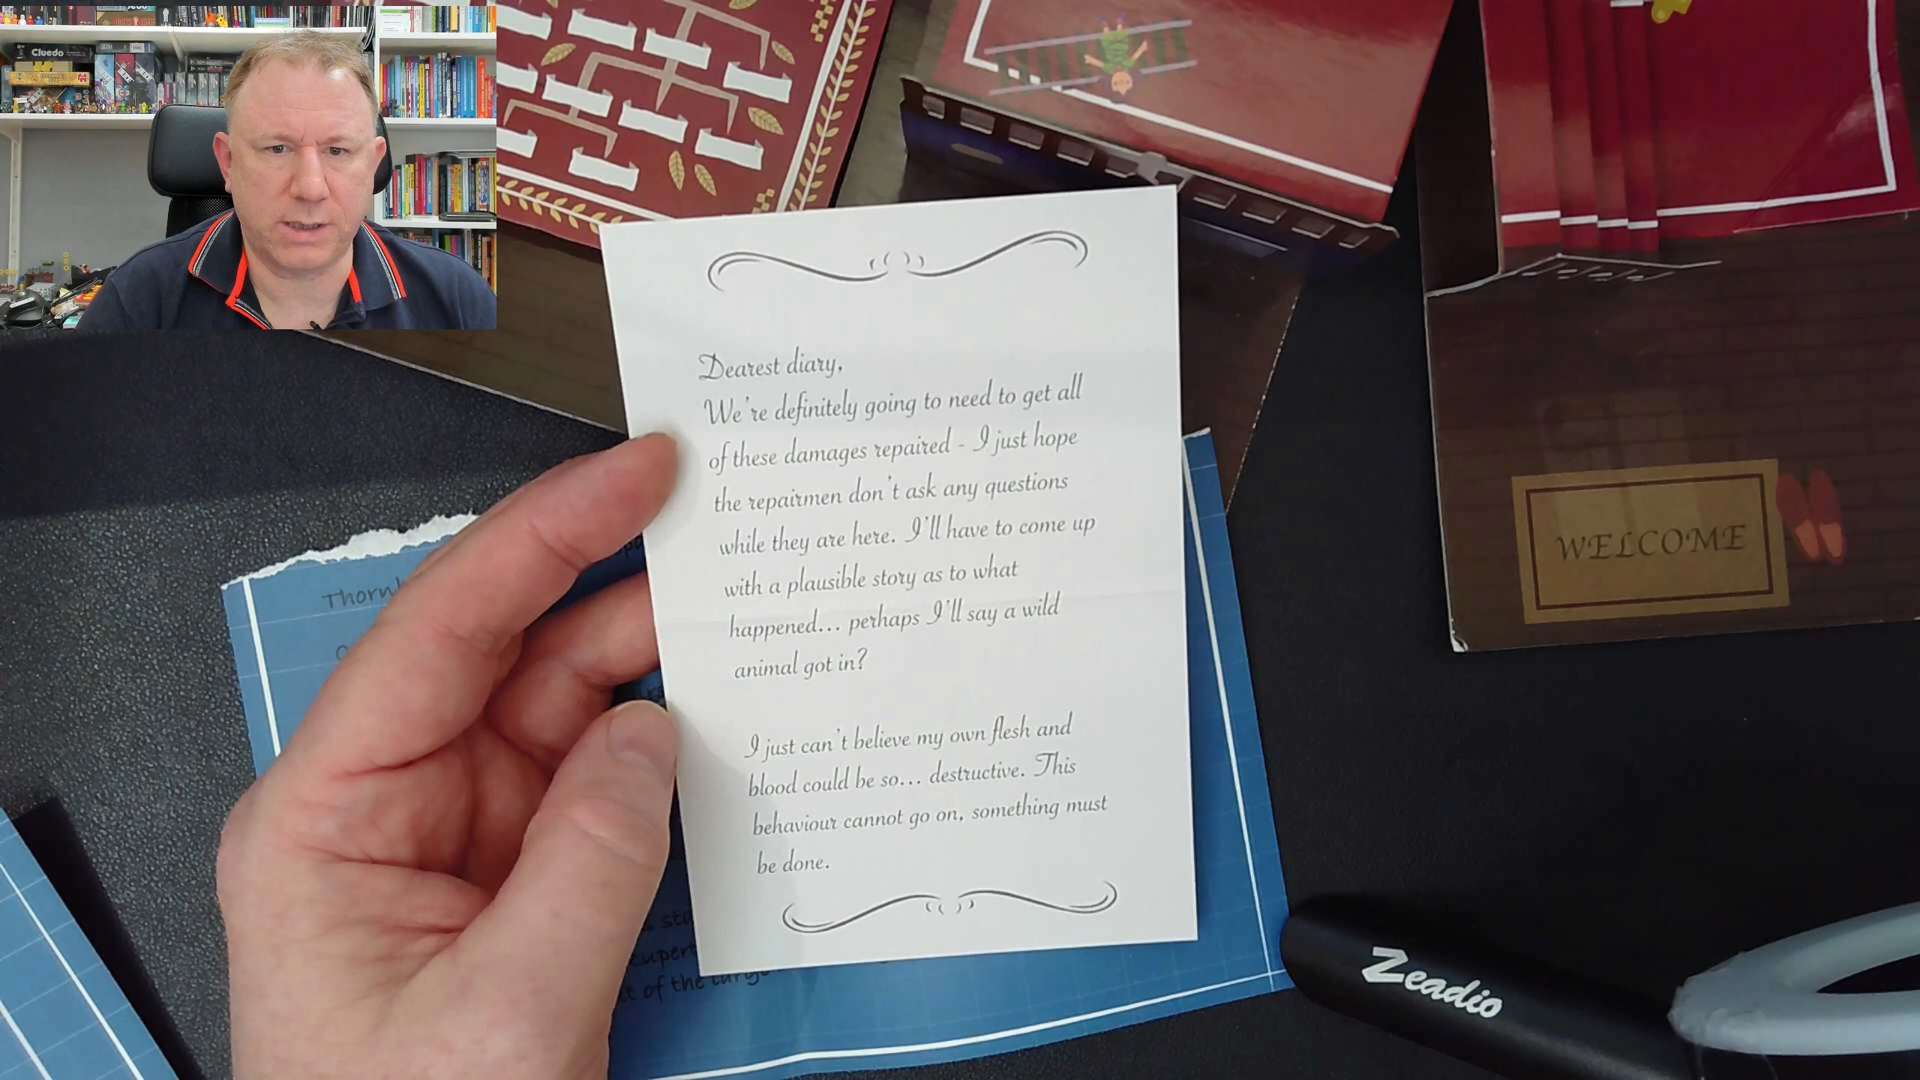 Cluedo
Dearest diary,
We're definitely going to need to get all
of these damages repaired - I just hope
the repairmen don't ask any questions
while they are here. I'll have to come up
with a plausible story as to what
happened... perhaps I'll say a wild
animal got in?
I just can't believe my own flesh and
blood could be so... destructive. This
behaviour cannot go on, something must
be done.
of the
WELCOME
Zeadio